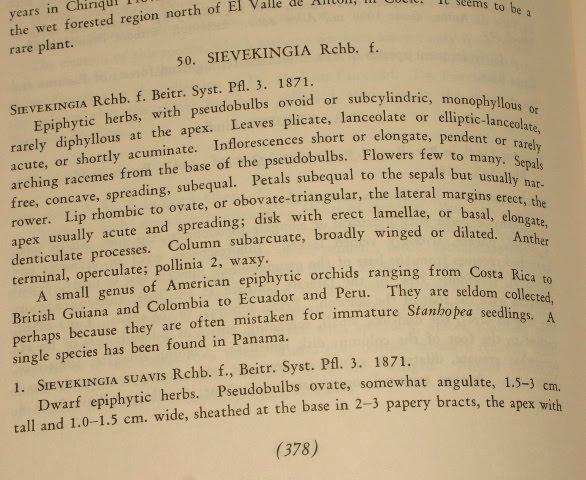 years in Chiriquí
the wet forested region north of El Valle de Antón, in Coclé. It seems to be a
rare plant.
50. SIEVEKINGIA Rchb. f.
SIEVEKINGIA Rchb. f. Beitr. Syst. Pfl. 3. 1871.
Epiphytic herbs, with pseudobulbs ovoid or subcylindric, monophyllous or
rarely diphyllous at the apex. Leaves plicate, lanceolate or elliptic-lanceolate,
acute, or shortly acuminate. Inflorescences short or elongate, pendent or rarely
arching racemes from the base of the pseudobulbs. Flowers few to many. Sepals
free, concave, spreading, subequal. Petals subequal to the sepals but usually nar-
rower. Lip rhombic to ovate, or obovate-triangular, the lateral margins erect, the
apex usually acute and spreading; disk with erect lamellae, or basal, elongate,
denticulate processes. Column subarcuate, broadly winged or dilated. Anther
terminal, operculate; pollinia 2, waxy.
A small genus of American epiphytic orchids ranging from Costa Rica to
British Guiana and Colombia to Ecuador and Peru. They are seldom collected,
perhaps because they are often mistaken for immature Stanhopea seedlings. A
single species has been found in Panama.
1. SIEVEKINGIA SUAVIS Rchb. f., Beitr. Syst. Pfl. 3. 1871.
Dwarf epiphytic herbs. Pseudobulbs ovate, somewhat angulate, 1.5–3 cm.
tall and 1.0–1.5 cm. wide, sheathed at the base in 2–3 papery bracts, the apex with
(378)